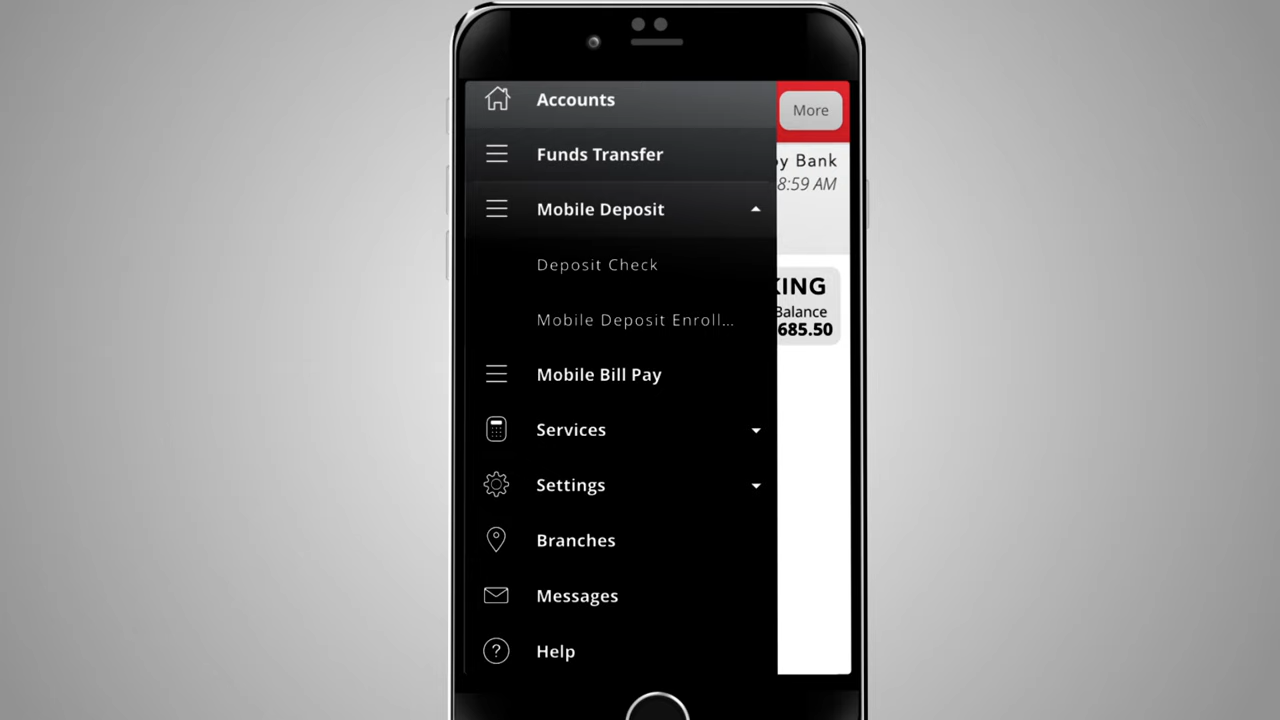 Accounts
More
Funds Transfer
y Bank
8:59 AM
Mobile Deposit
Deposit Check
KING
Balance
685.50
Mobile Deposit Enroll...
Mobile Bill Pay
Services
Settings
Branches
Messages
?
Help